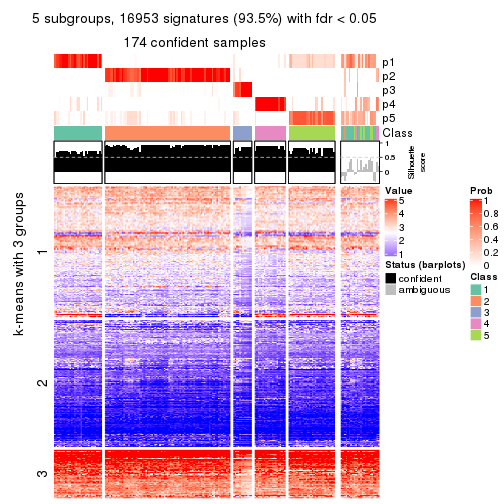 5 subgroups, 16953 signatures (93.5%) with fdr < 0.05
174 confident samples
p1
p2
p3
p4
p5
Class
1
0.5
0
Silhouette
score
k-means with 3 groups
1
2
3
Value
5
4
3
2
1
Status (barplots)
confident
ambiguous
Prob
1
0.8
0.6
0.4
0.2
0
Class
1
2
3
4
5